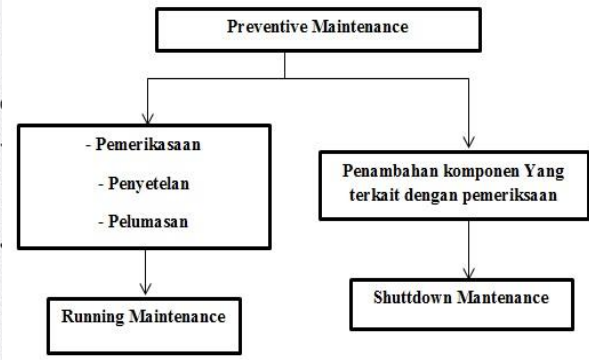 Preventive Maintenance
- Pemerikasaan
- Penyetelan
- Pelumasan
Penambahan komponen Yang
terkait dengan pemeriksaan
Running Maintenance
Shuttdown Mantenance